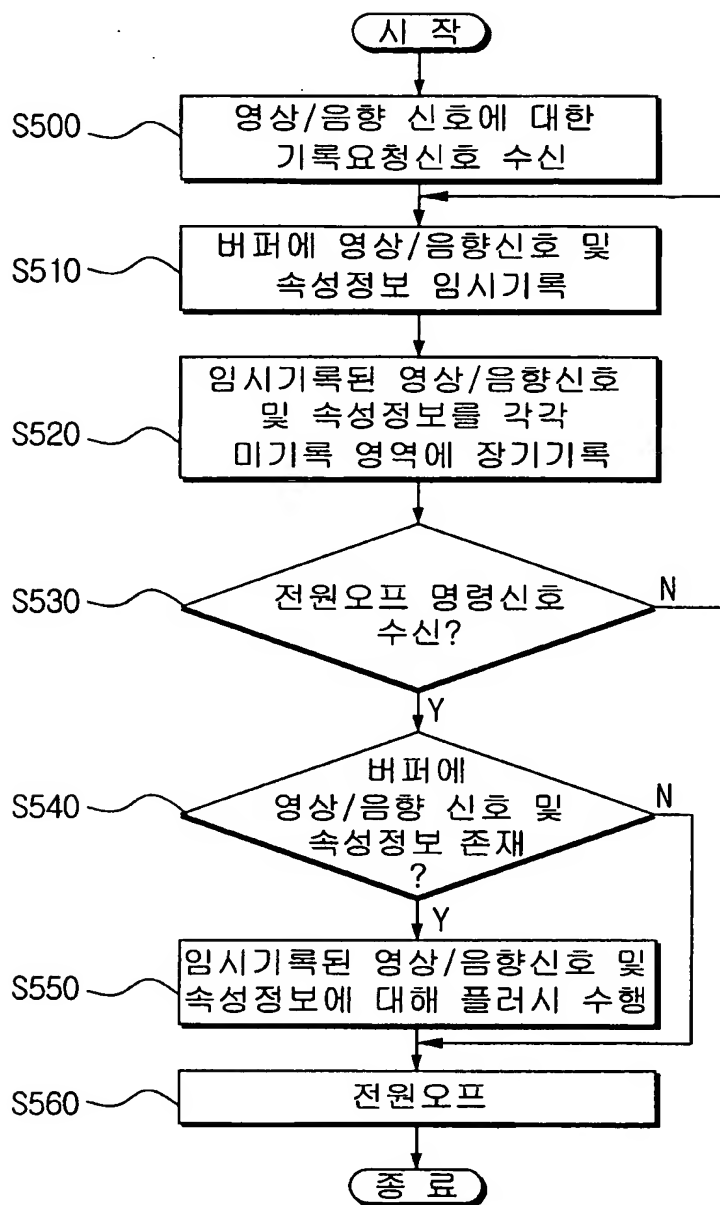 시 작
S500
영상/음향 신호에 대한
기록요청신호 수신
S510
버퍼에 영상/음향신호 및
속성정보 임시기록
S520
임시기록된 영상/음향신호
및 속성정보를 각각
미기록 영역에 장기기록
S530
전원오프 명령신호
수신?
N
Y
S540
버퍼에
영상/음향 신호 및
속성정보 존재
?
N
Y
S550
임시기록된 영상/음향신호 및
속성정보에 대해 플러시 수행
S560
전원오프
종 료